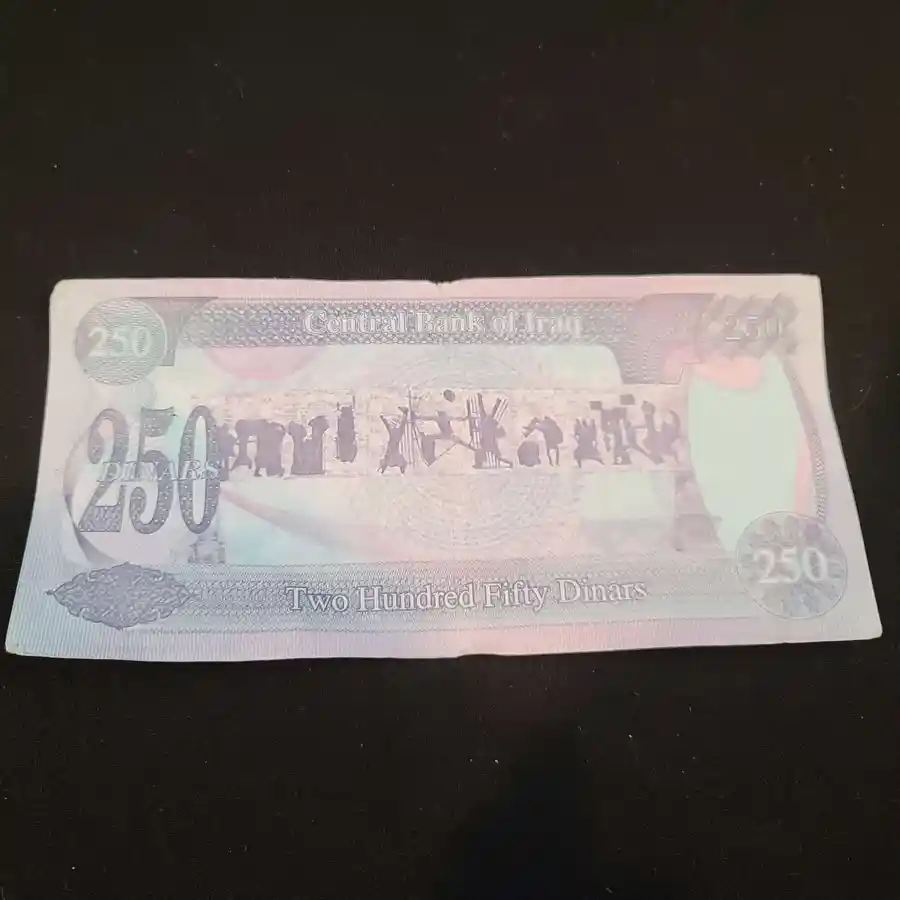 250
Central Bank of Iraq
250
250
DINARS
250
Two Hundred Fifty Dinars